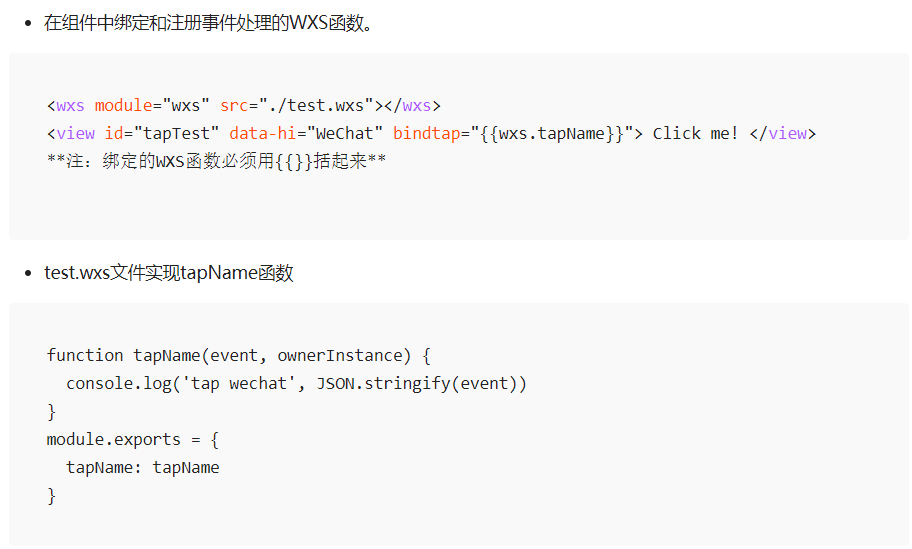 • 在组件中绑定和注册事件处理的WXS函数。
<wxs module="wxs" src="./test.wxs"></wxs>
<view id="tapTest" data-hi="WeChat" bindtap="{{wxs.tapName}}"> Click me! </view>
**注：绑定的WXS函数必须用{{}}括起来**
• test.wxs文件实现tapName函数
function tapName(event, ownerInstance) {
  console.log('tap wechat', JSON.stringify(event))
}
module.exports = {
  tapName: tapName
}